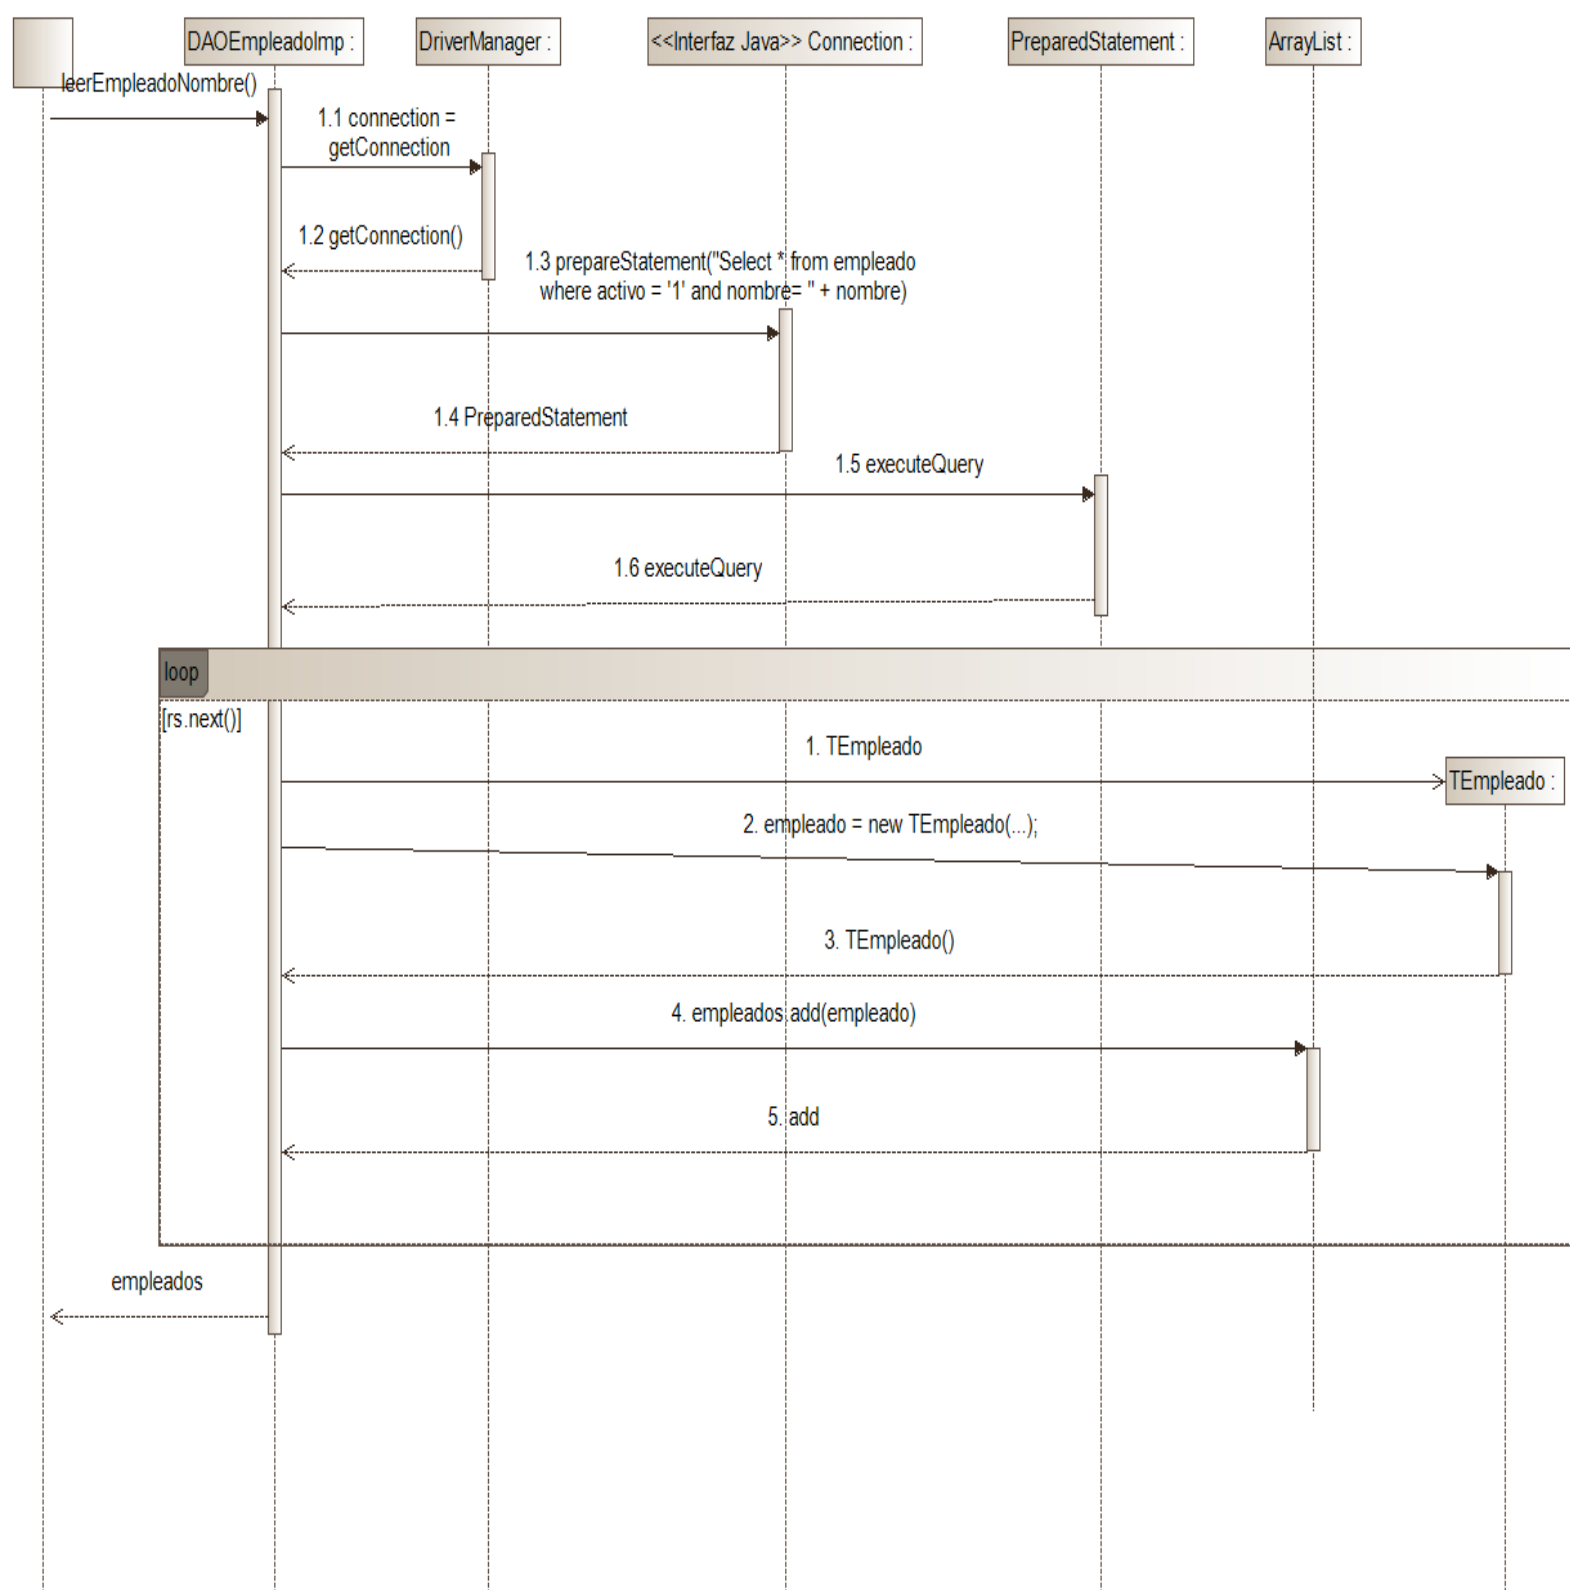 DAOEmpleadoImp :
DriverManager :
<<Interfaz Java>> Connection :
PreparedStatement :
ArrayList :
leerEmpleadoNombre()
1.1 connection =
getConnection
1.2 getConnection()
1.3 prepareStatement("Select * from empleado
where activo = '1' and nombre= " + nombre)
1.4 PreparedStatement
1.5 executeQuery
1.6 executeQuery
loop
[rs.next()]
1. TEmpleado
TEmpleado :
2. empleado = new TEmpleado(...);
3. TEmpleado()
4. empleados.add(empleado)
5. add
empleados